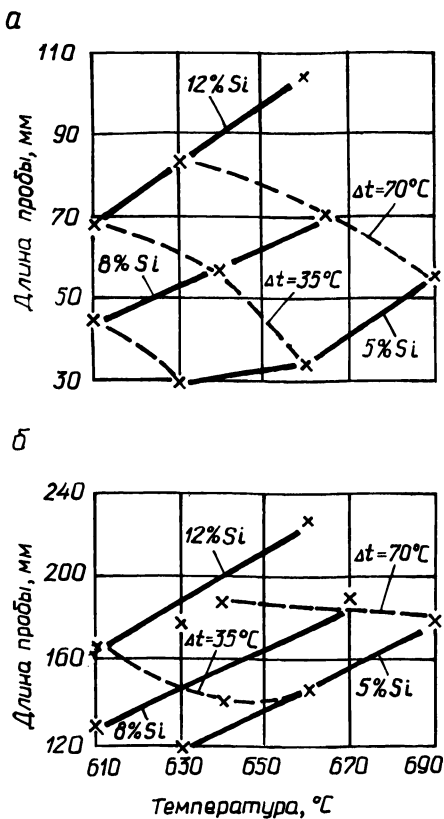 а
110
90
70
50
30
Длина пробы, мм
12% Si
Δt=70°C
8% Si
Δt=35°C
5% Si
б
240
200
160
120
Длина пробы, мм
12% Si
Δt=70°C
Δt=35°C
8% Si
5% Si
610 630 650 670 690
Температура, °C